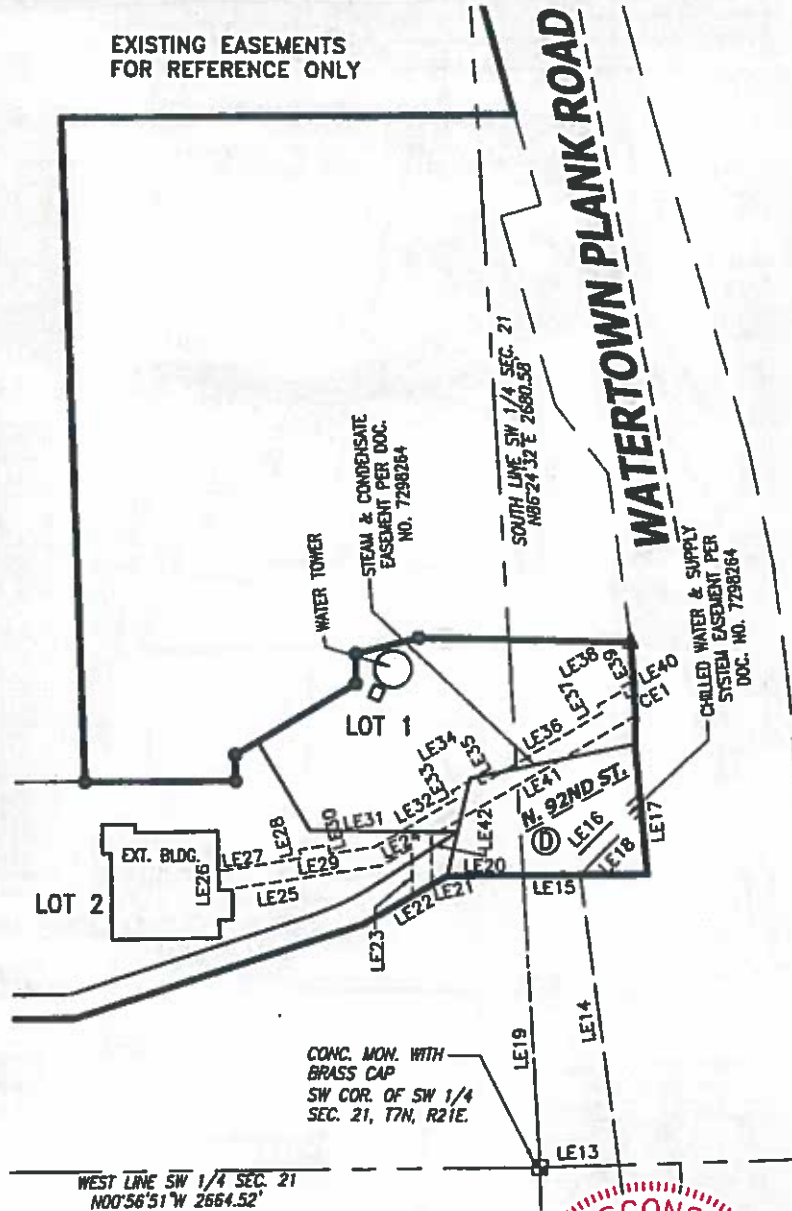 EXISTING EASEMENTS
FOR REFERENCE ONLY
WATERTOWN PLANK ROAD
SOUTH LINE SW 1/4 SEC. 21
N86°24'32"E 2680.58'
STEAM & CONDENSATE
EASEMENT PER DOC.
NO. 7298264
WATER TOWER
CHILLED WATER & SUPPLY
SYSTEM EASEMENT PER
DOC. NO. 7298264
LOT 1
LE38
LE39
LE40
CE1
LE37
LE36
LE34
LE35
LE33
LE32
LE41
N. 92ND ST.
D
LE16
LE17
LE18
LE31
LE30
LE28
LE42
LE24
LE27
LE29
LE26
EXT. BLDG.
LE25
LE20
LE21
LE22
LE23
LE15
LOT 2
LE14
LE19
CONC. MON. WITH
BRASS CAP
SW COR. OF SW 1/4
SEC. 21, T7N, R21E.
LE13
WEST LINE SW 1/4 SEC. 21
N00°56'51"W 2664.52'
SCONS